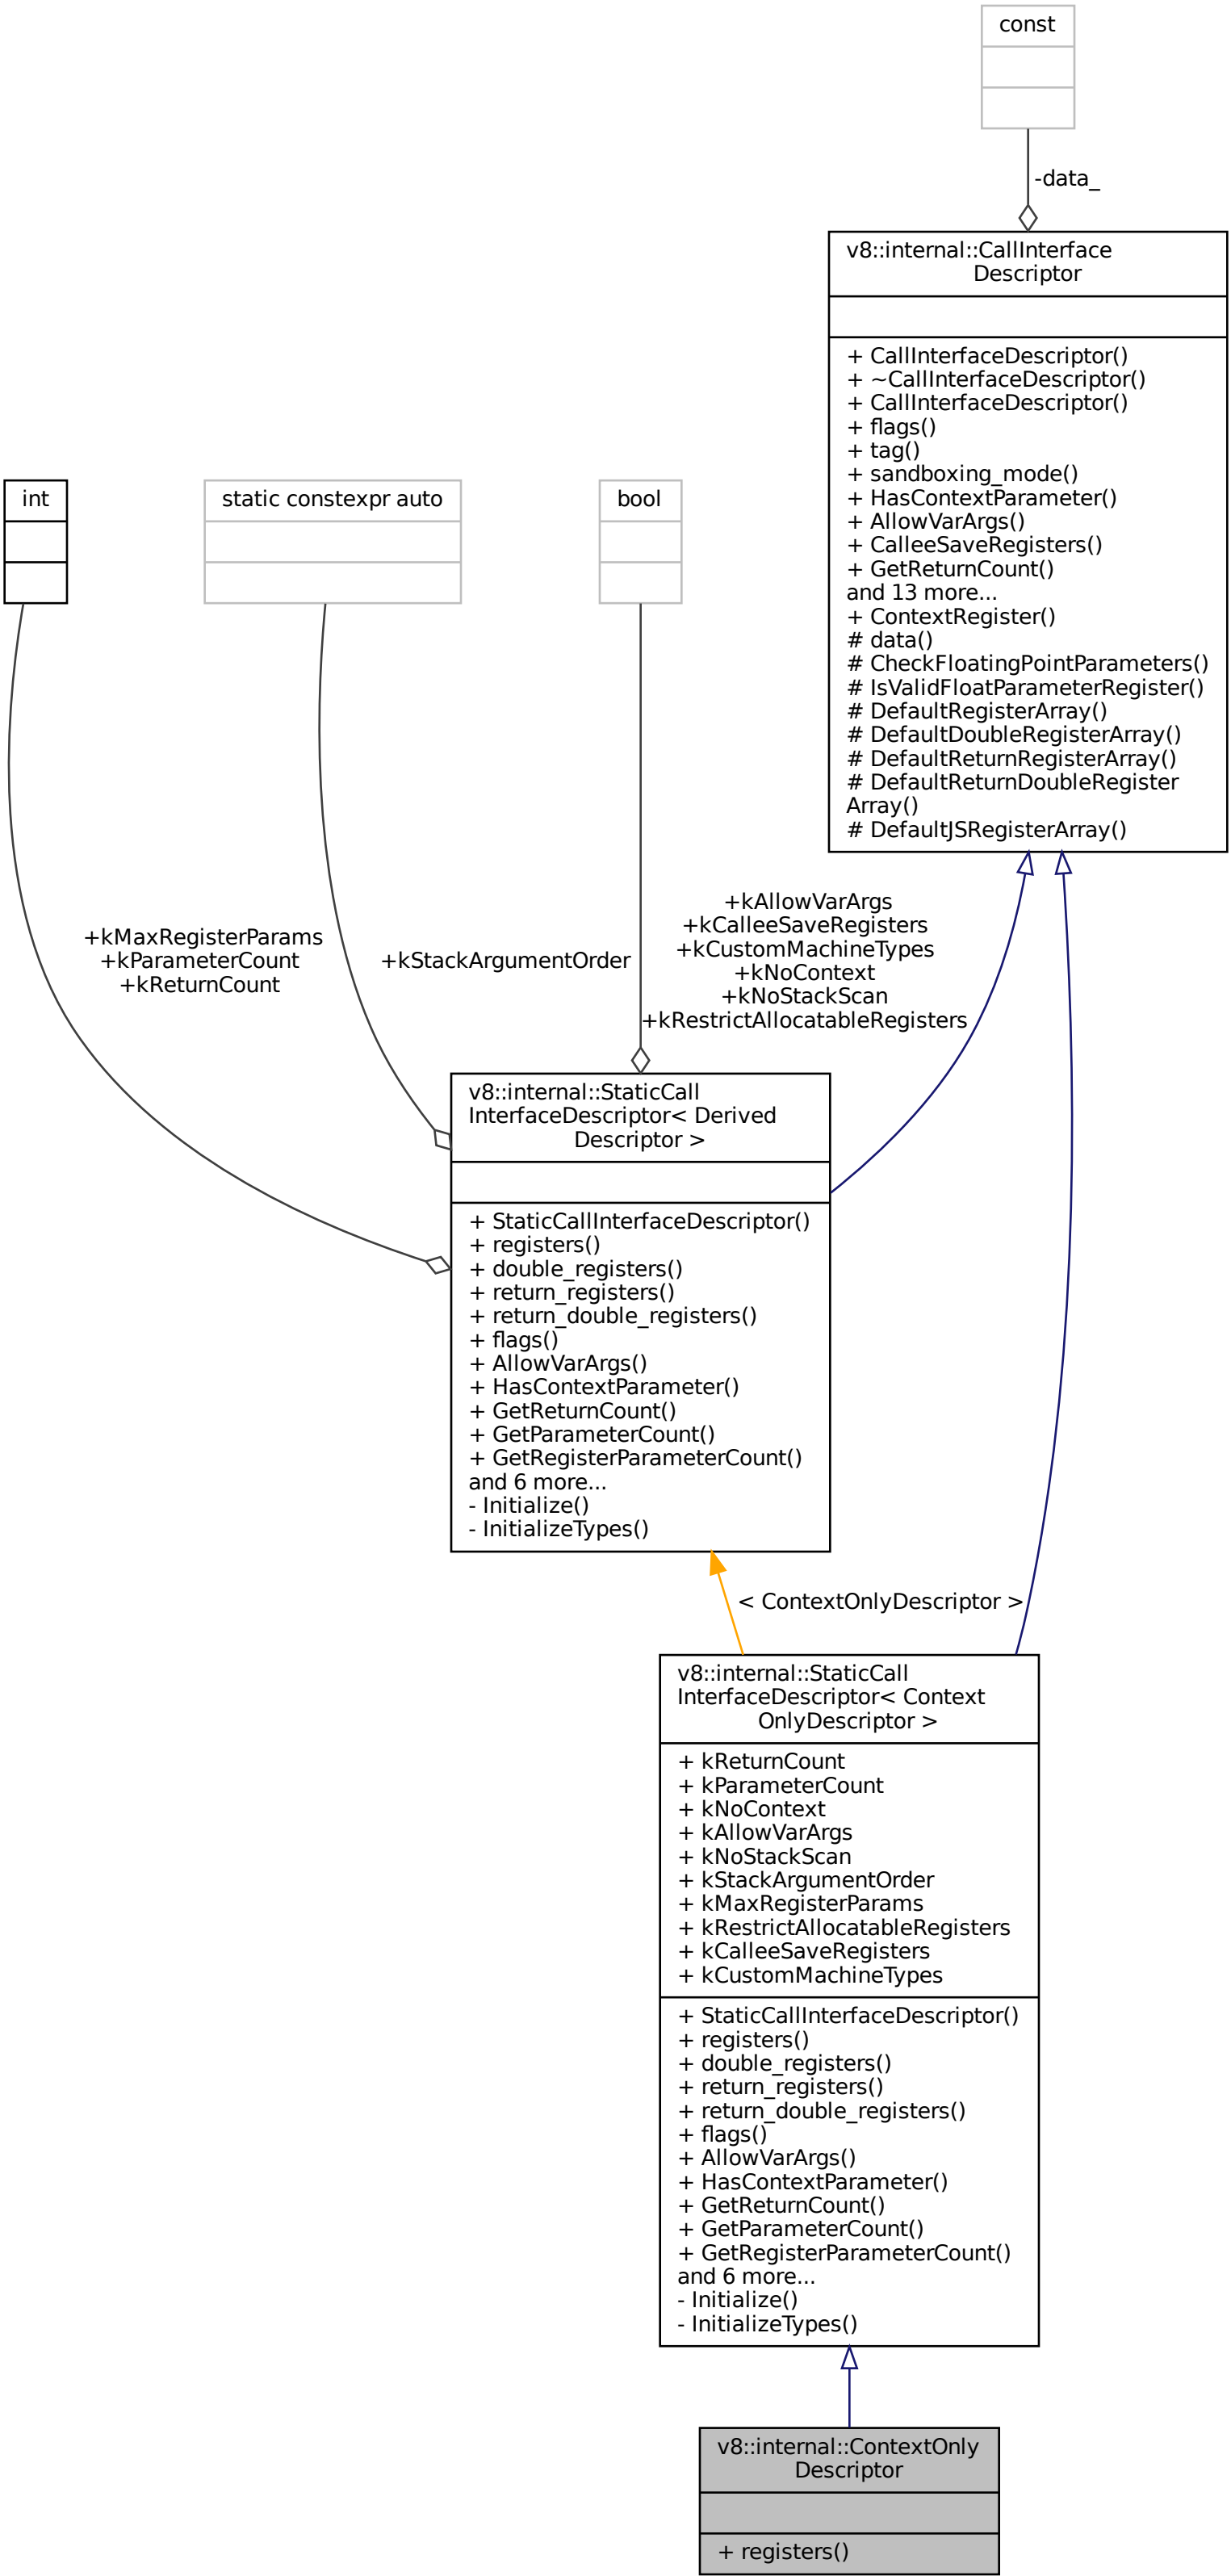 const
-data_
v8::internal::CallInterface
Descriptor
+ CallInterfaceDescriptor()
+ ~CallInterfaceDescriptor()
+ CallInterfaceDescriptor()
+ flags()
+ tag()
+ sandboxing_mode()
+ HasContextParameter()
+ AllowVarArgs()
+ CalleeSaveRegisters()
+ GetReturnCount()
and 13 more...
+ ContextRegister()
# data()
# CheckFloatingPointParameters()
# IsValidFloatParameterRegister()
# DefaultRegisterArray()
# DefaultDoubleRegisterArray()
# DefaultReturnRegisterArray()
# DefaultReturnDoubleRegister
Array()
# DefaultJSRegisterArray()
int
static constexpr auto
bool
+kMaxRegisterParams
+kParameterCount
+kReturnCount
+kStackArgumentOrder
+kAllowVarArgs
+kCalleeSaveRegisters
+kCustomMachineTypes
+kNoContext
+kNoStackScan
+kRestrictAllocatableRegisters
v8::internal::StaticCall
InterfaceDescriptor< Derived
Descriptor >
+ StaticCallInterfaceDescriptor()
+ registers()
+ double_registers()
+ return_registers()
+ return_double_registers()
+ flags()
+ AllowVarArgs()
+ HasContextParameter()
+ GetReturnCount()
+ GetParameterCount()
+ GetRegisterParameterCount()
and 6 more...
- Initialize()
- InitializeTypes()
< ContextOnlyDescriptor >
v8::internal::StaticCall
InterfaceDescriptor< Context
OnlyDescriptor >
+ kReturnCount
+ kParameterCount
+ kNoContext
+ kAllowVarArgs
+ kNoStackScan
+ kStackArgumentOrder
+ kMaxRegisterParams
+ kRestrictAllocatableRegisters
+ kCalleeSaveRegisters
+ kCustomMachineTypes
+ StaticCallInterfaceDescriptor()
+ registers()
+ double_registers()
+ return_registers()
+ return_double_registers()
+ flags()
+ AllowVarArgs()
+ HasContextParameter()
+ GetReturnCount()
+ GetParameterCount()
+ GetRegisterParameterCount()
and 6 more...
- Initialize()
- InitializeTypes()
v8::internal::ContextOnly
Descriptor
+ registers()